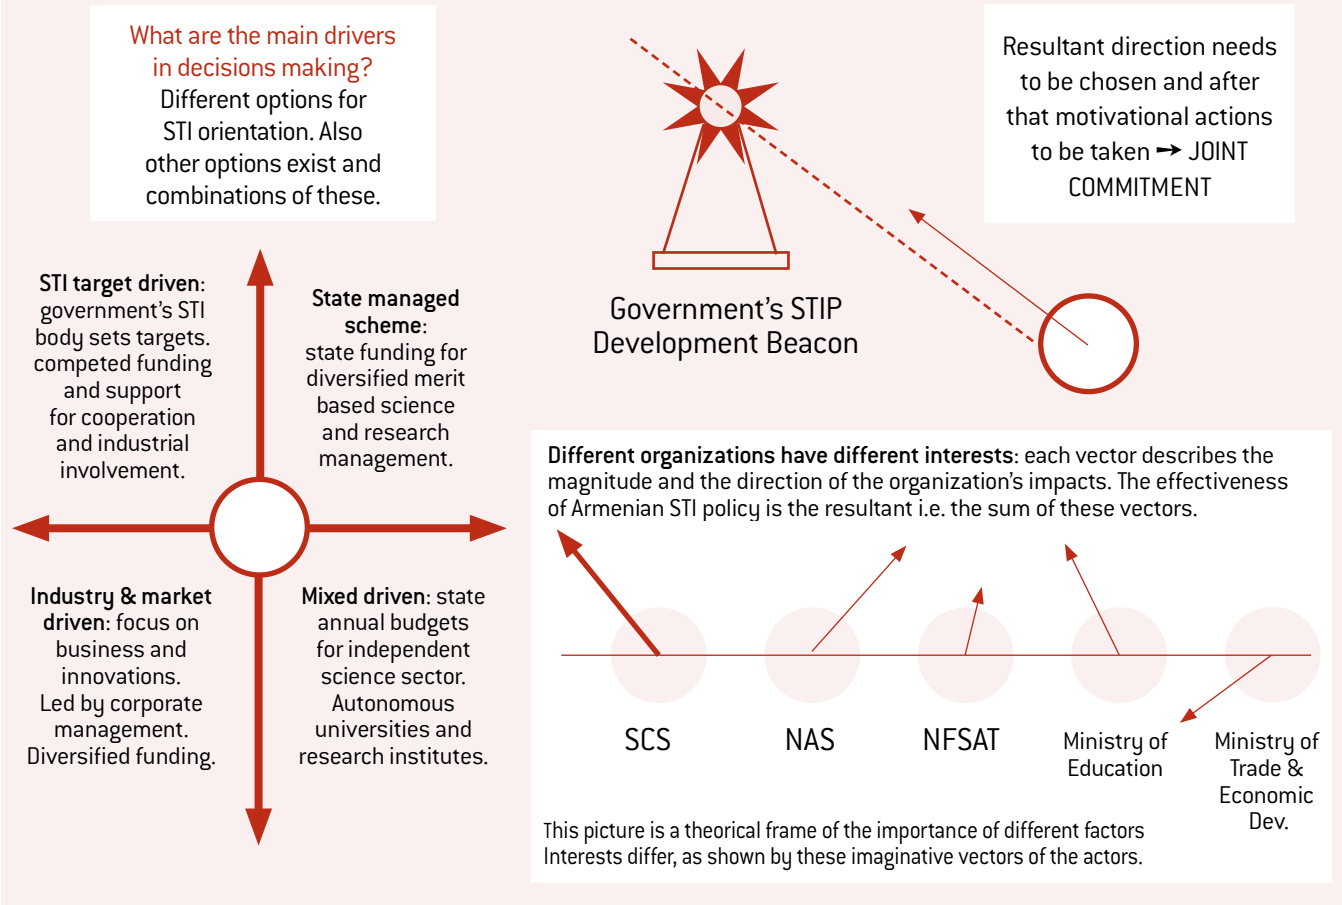 What are the main drivers
in decisions making?
Different options for
STI orientation. Also
other options exist and
combinations of these.
Resultant direction needs
to be chosen and after
that motivational actions
to be taken ➙ JOINT
COMMITMENT
Government’s STIP
Development Beacon
STI target driven:
government’s STI
body sets targets.
competed funding
and support
for cooperation
and industrial
involvement.
State managed
scheme:
state funding for
diversified merit
based science
and research
management.
Industry & market
driven: focus on
business and
innovations.
Led by corporate
management.
Diversified funding.
Mixed driven: state
annual budgets
for independent
science sector.
Autonomous
universities and
research institutes.
Different organizations have different interests: each vector describes the
magnitude and the direction of the organization’s impacts. The effectiveness
of Armenian STI policy is the resultant i.e. the sum of these vectors.
SCS
NAS
NFSAT
Ministry of
Education
Ministry of
Trade &
Economic
Dev.
This picture is a theorical frame of the importance of different factors
Interests differ, as shown by these imaginative vectors of the actors.